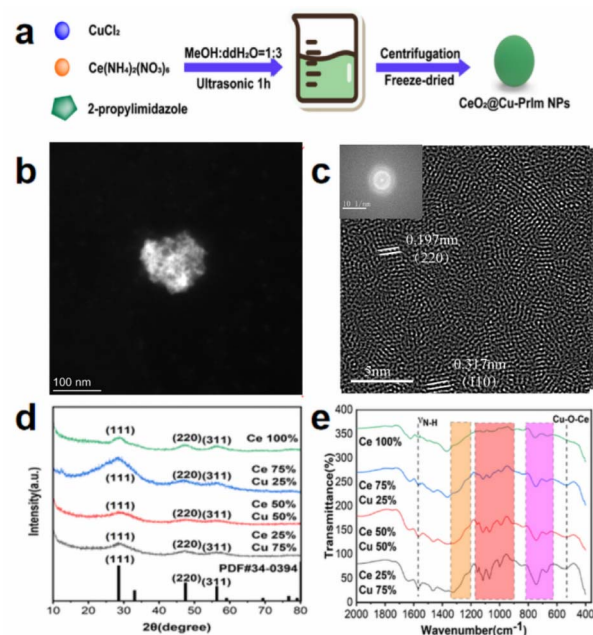 a
CuCl₂
Ce(NH₄)₂(NO₃)₆
2-propylimidazole
MeOH:ddH₂O=1:3
Ultrasonic 1h
Centrifugation
Freeze-dried
CeO₂@Cu-PrIm NPs
b
100 nm
c
10 1/nm
0.197nm
(220)
5nm
0.317nm
(110)
d
Intensity(a.u.)
(111)
(220)
(311)
Ce 100%
(111)
(220)
(311)
Ce 75%
Cu 25%
(111)
(220)
(311)
Ce 50%
Cu 50%
(111)
(220)
(311)
Ce 25%
Cu 75%
(111)
(220)
(311)
PDF#34-0394
10 20 30 40 50 60 70 80
2θ(degree)
e
Transmittance(%)
400
350
300
250
200
150
100
50
0
νN-H
Cu-O-Ce
Ce 100%
Ce 75%
Cu 25%
Ce 50%
Cu 50%
Ce 25%
Cu 75%
2000 1800 1600 1400 1200 1000 800 600 400
Wavenumber(cm⁻¹)